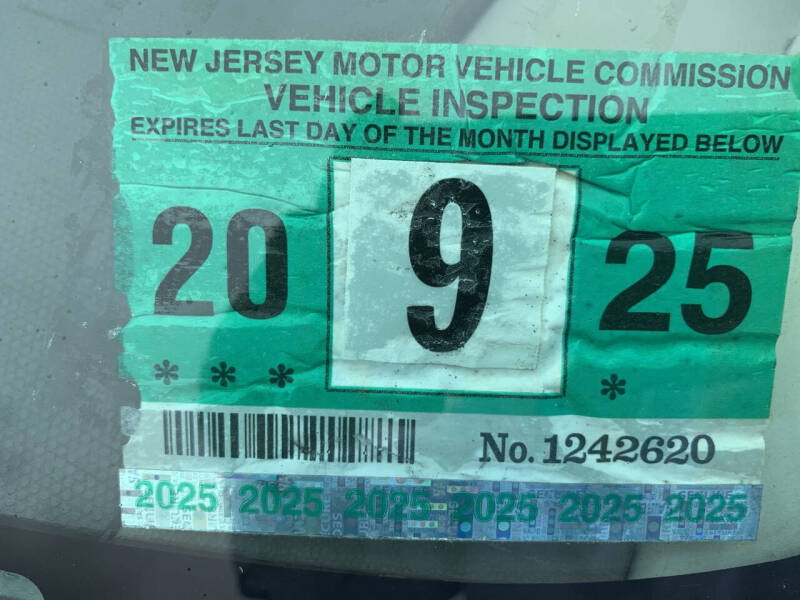 NEW JERSEY MOTOR VEHICLE COMMISSION
VEHICLE INSPECTION
EXPIRES LAST DAY OF THE MONTH DISPLAYED BELOW
20 9 25
* * * *
No. 1242620
2025 2025 2025 2025 2025 2025